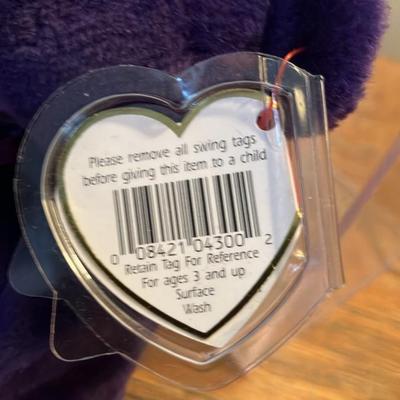 Please remove all swing tags
before giving this item to a child
0 08421 04300 2
Retain Tag For Reference
For ages 3 and up
Surface
Wash